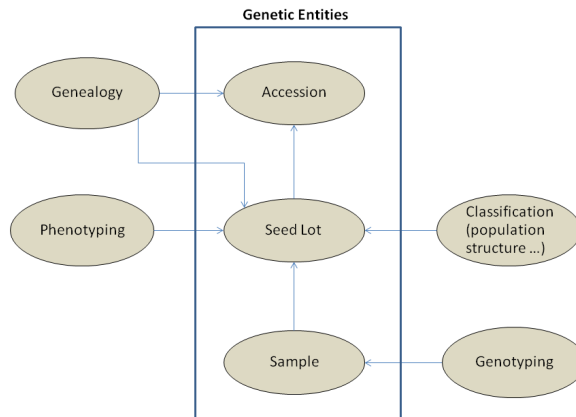 Genetic Entities
Genealogy
Accession
Phenotyping
Seed Lot
Classification
(population
structure ...)
Sample
Genotyping